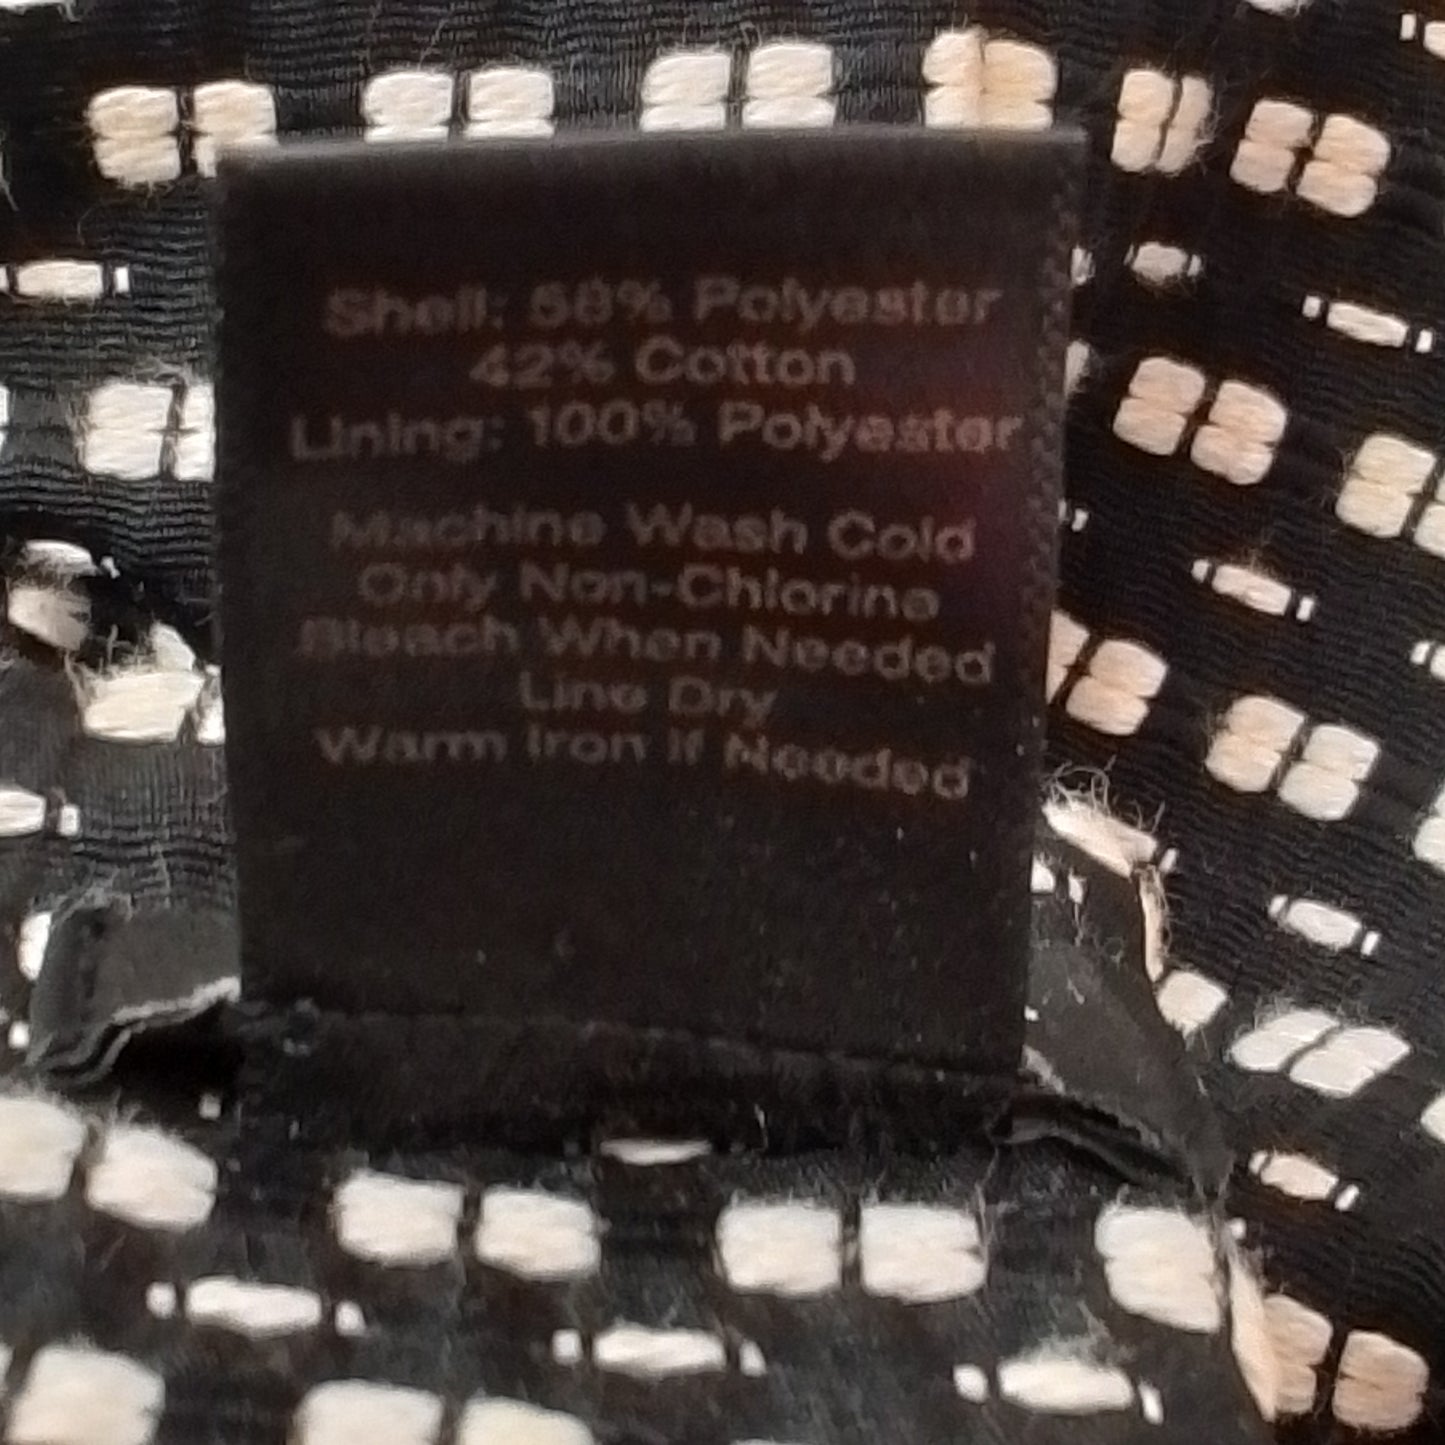 Shell: 58% Polyester
42% Cotton
Lining: 100% Polyester
Machine Wash Cold
Only Non-Chlorine
Bleach When Needed
Line Dry
Warm Iron If Needed